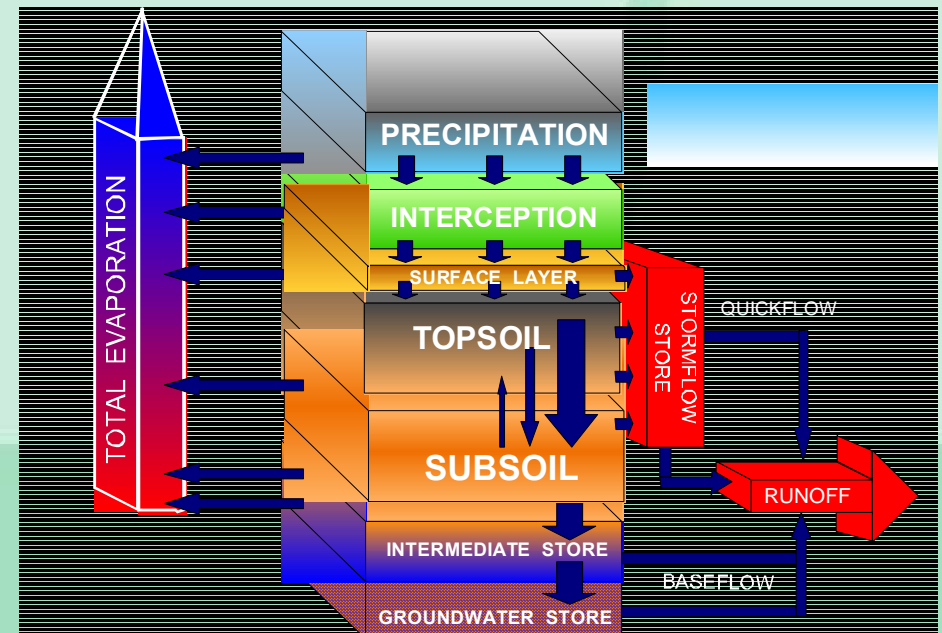 PRECIPITATION
INTERCEPTION
SURFACE LAYER
TOPSOIL
SUBSOIL
INTERMEDIATE STORE
GROUNDWATER STORE
TOTAL EVAPORATION
STORMFLOW
STORE
QUICKFLOW
RUNOFF
BASEFLOW